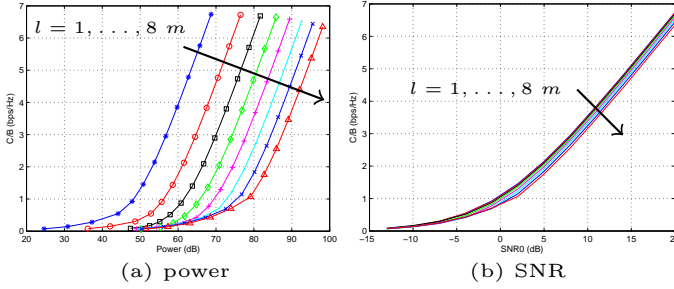 l = 1, . . . , 8 m
C/B (bps/Hz)
7
6
5
4
3
2
1
0
20 30 40 50 60 70 80 90 100
Power (dB)
(a) power
l = 1, . . . , 8 m
C/B (bps/Hz)
7
6
5
4
3
2
1
0
−15 −10 −5 0 5 10 15 20
SNR0 (dB)
(b) SNR